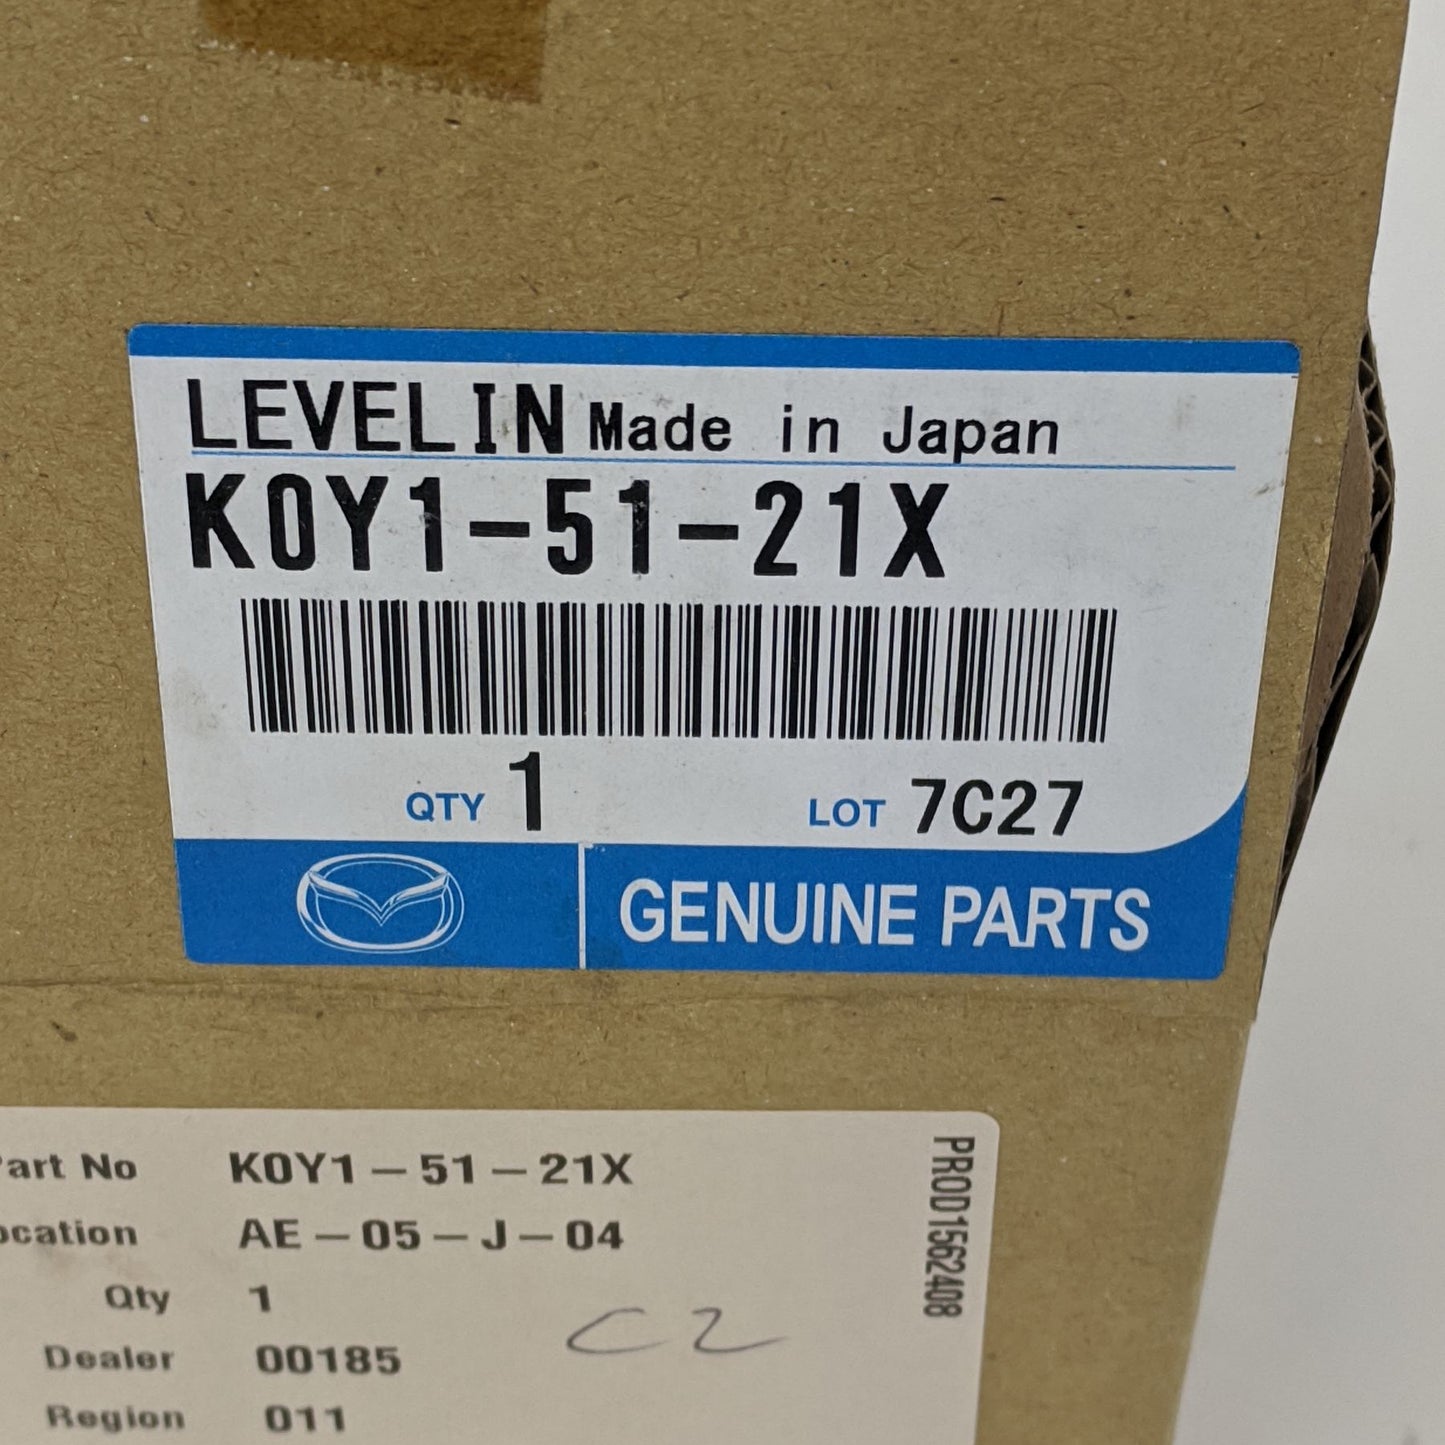 LEVELIN Made in Japan
K0Y1-51-21X
QTY 1 LOT 7C27
GENUINE PARTS
Part No K0Y1-51-21X
ocation AE-05-J-04
Qty 1
Dealer 00185
Region 011
C2
PROD1562408